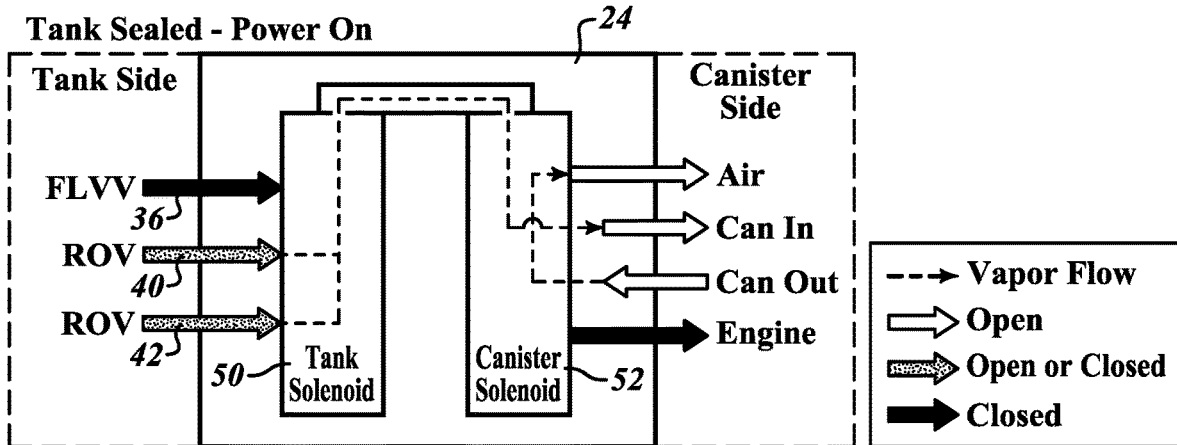 Tank Sealed - Power On
24
Tank Side
Canister
Side
FLVV
36
ROV
40
ROV
42
50
Tank
Solenoid
Canister
Solenoid
52
Air
Can In
Can Out
Engine
Vapor Flow
Open
Open or Closed
Closed